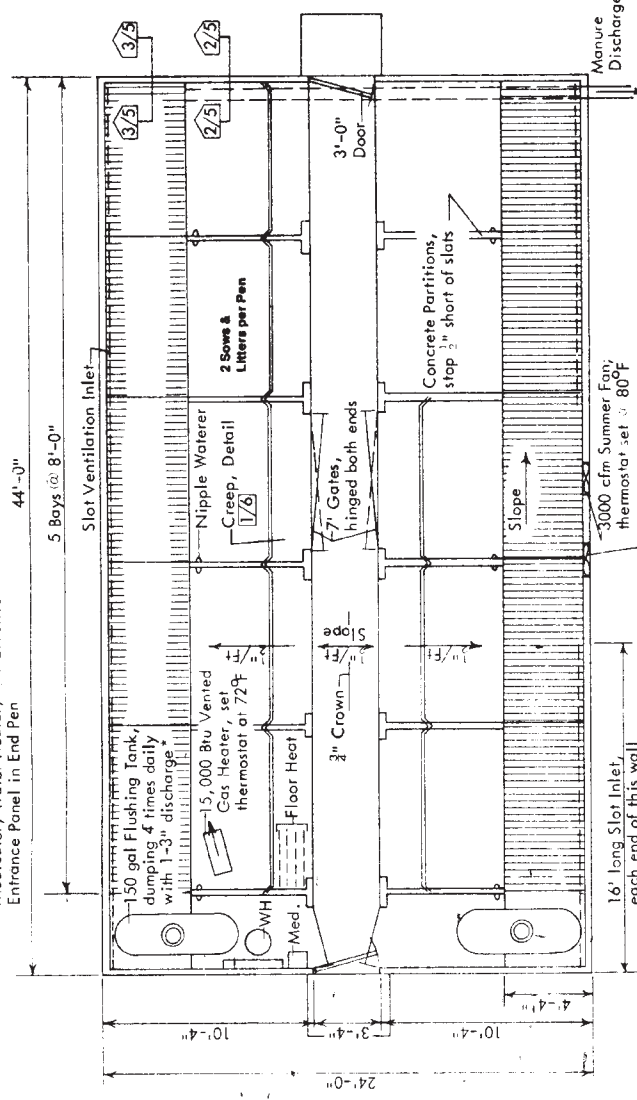 Entrance Panel in End Pen
44'-0"
5 Bays @ 8'-0"
Slot Ventilation Inlet
3/5
3/5
2/5
2/5
150 gal Flushing Tank,
dumping 4 times daily
with 1-3" discharge*
15,000 Btu Vented
Gas Heater, set
thermostat at 72°F
Nipple Waterer
2 Sows &
Litters per Pen
Creep, Detail
1/6
WH
Med.
Floor Heat
7' Gates,
hinged both ends
3'-0"
Door
3/4" Crown
Slope
1/2"/Ft
1/2"/Ft
Concrete Partitions,
stop 1/2" short of slats
Slope
Manure
Discharge
3000 cfm Summer Fan;
thermostat set @ 80°F
16' long Slot Inlet,
each end of this wall
10'-4"
3'-4"
10'-4"
4'-4"
24'-0"